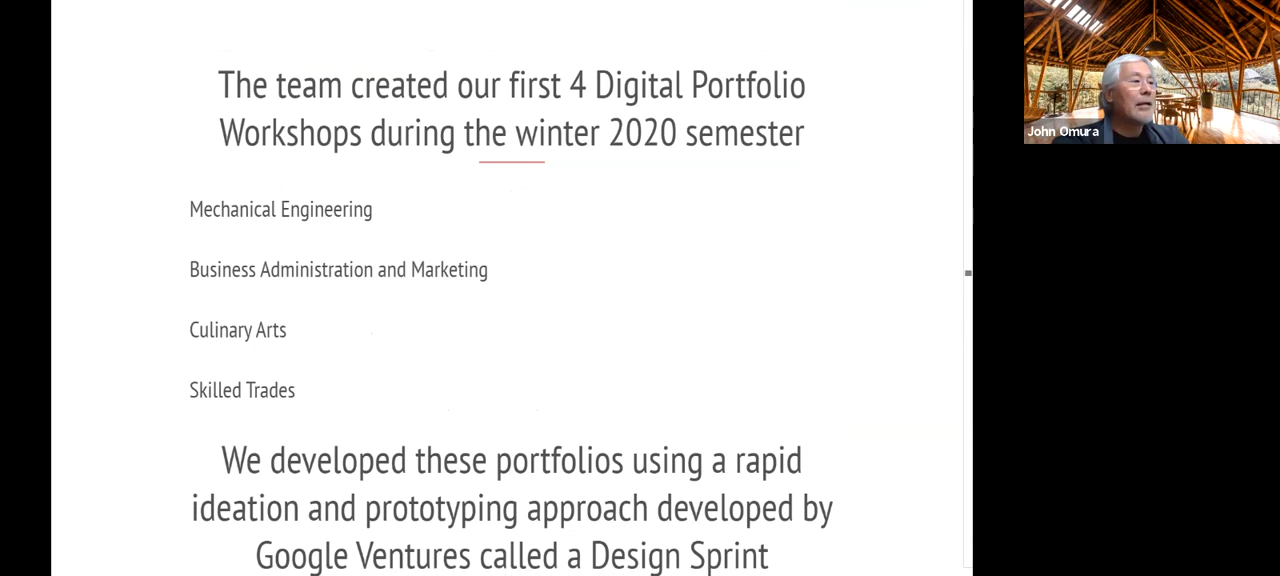 The team created our first 4 Digital Portfolio
Workshops during the winter 2020 semester
Mechanical Engineering
Business Administration and Marketing
Culinary Arts
Skilled Trades
We developed these portfolios using a rapid
ideation and prototyping approach developed by
Google Ventures called a Design Sprint
John Omura